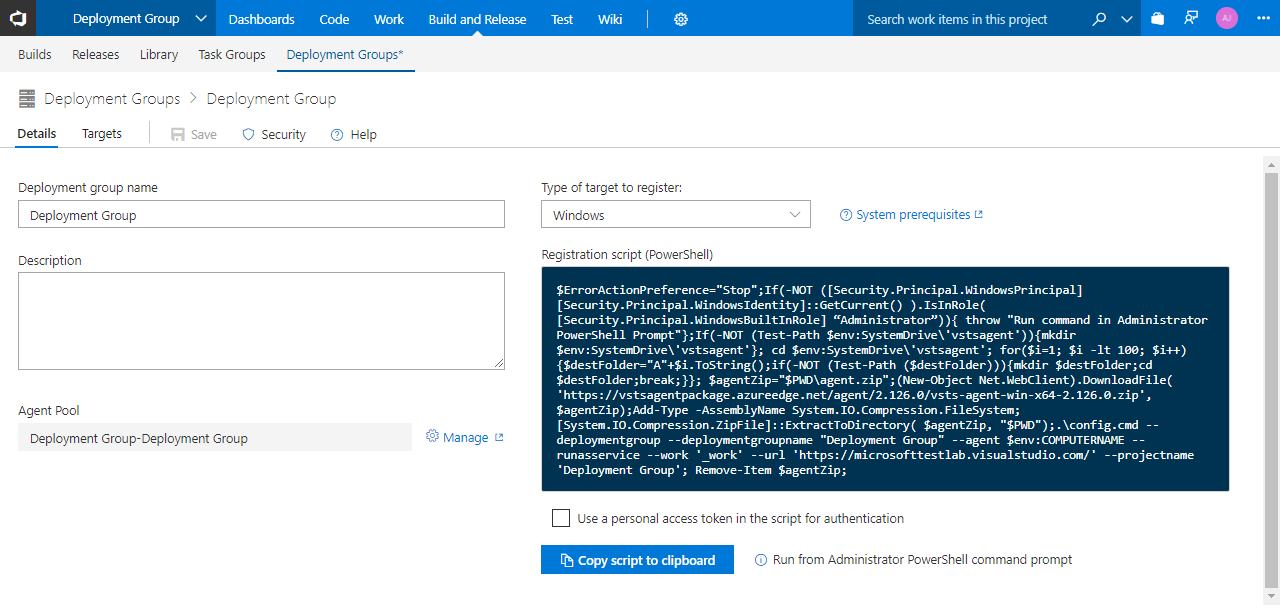 Deployment Group
Dashboards Code Work Build and Release Test Wiki
Search work items in this project
AJ
Builds Releases Library Task Groups Deployment Groups*
Deployment Groups > Deployment Group
Details Targets Save Security Help
Deployment group name
Deployment Group
Description
Agent Pool
Deployment Group-Deployment Group
Manage
Type of target to register:
Windows
System prerequisites
Registration script (PowerShell)
$ErrorActionPreference="Stop";If(-NOT ([Security.Principal.WindowsPrincipal]
[Security.Principal.WindowsIdentity]::GetCurrent() ).IsInRole(
[Security.Principal.WindowsBuiltInRole] “Administrator”)){ throw "Run command in Administrator
PowerShell Prompt"};If(-NOT (Test-Path $env:SystemDrive\'vstsagent')){mkdir
$env:SystemDrive\'vstsagent'}; cd $env:SystemDrive\'vstsagent'; for($i=1; $i -lt 100; $i++)
{$destFolder="A"+$i.ToString();if(-NOT (Test-Path ($destFolder))){mkdir $destFolder;cd
$destFolder;break;}}; $agentZip="$PWD\agent.zip";(New-Object Net.WebClient).DownloadFile(
'https://vstsagentpackage.azureedge.net/agent/2.126.0/vsts-agent-win-x64-2.126.0.zip',
$agentZip);Add-Type -AssemblyName System.IO.Compression.FileSystem;
[System.IO.Compression.ZipFile]::ExtractToDirectory( $agentZip, "$PWD");.\config.cmd --
deploymentgroup --deploymentgroupname "Deployment Group" --agent $env:COMPUTERNAME --
runasservice --work '_work' --url 'https://microsofttestlab.visualstudio.com/' --projectname
'Deployment Group'; Remove-Item $agentZip;
Use a personal access token in the script for authentication
Copy script to clipboard
Run from Administrator PowerShell command prompt